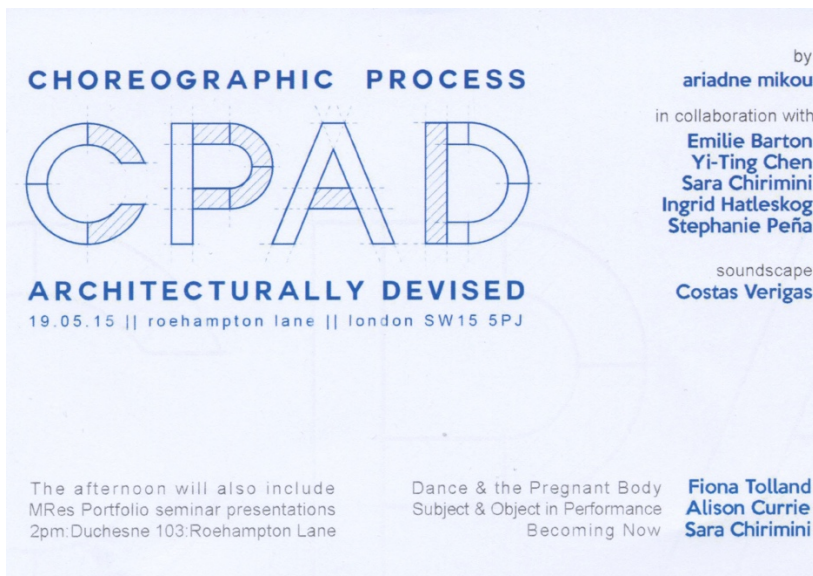 CHOREOGRAPHIC PROCESS
CPAD
ARCHITECTURALLY DEVISED
19.05.15 || roehampton lane || london SW15 5PJ
by
ariadne mikou
in collaboration with
Emilie Barton
Yi-Ting Chen
Sara Chirimini
Ingrid Hatleskog
Stephanie Peña
soundscape
Costas Verigas
The afternoon will also include
MRes Portfolio seminar presentations
2pm:Duchesne 103:Roehampton Lane
Dance & the Pregnant Body Fiona Tolland
Subject & Object in Performance Alison Currie
Becoming Now Sara Chirimini